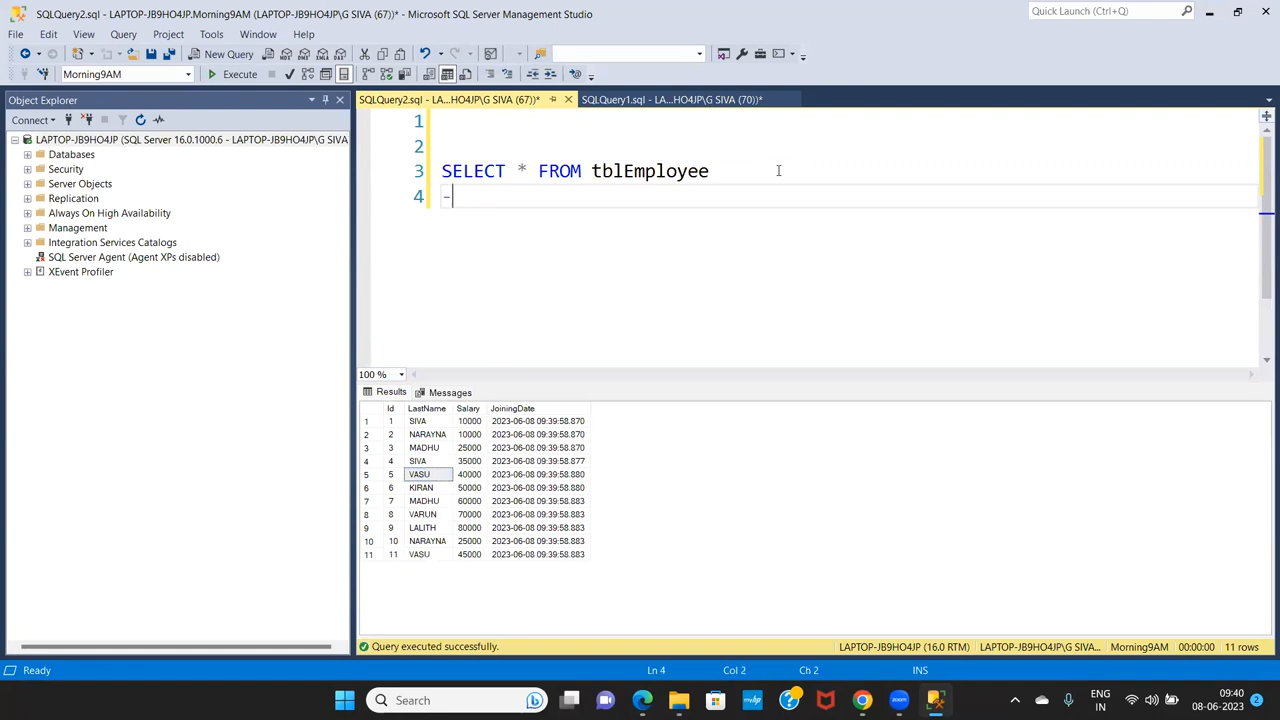 SQLQuery2.sql - LAPTOP-JB9HO4JP.Morning9AM (LAPTOP-JB9HO4JP\G SIVA (67))* - Microsoft SQL Server Management Studio
Quick Launch (Ctrl+Q)
File Edit View Query Project Tools Window Help
New Query
Morning9AM Execute
Object Explorer
SQLQuery2.sql - LA...HO4JP\G SIVA (67))* SQLQuery1.sql - LA...HO4JP\G SIVA (70))*
Connect
LAPTOP-JB9HO4JP (SQL Server 16.0.1000.6 - LAPTOP-JB9HO4JP\G SIVA
Databases
Security
Server Objects
Replication
Always On High Availability
Management
Integration Services Catalogs
SQL Server Agent (Agent XPs disabled)
XEvent Profiler
1
2
3 SELECT * FROM tblEmployee
4 -
100 %
Results Messages
Id LastName Salary JoiningDate
1 1 SIVA 10000 2023-06-08 09:39:58.870
2 2 NARAYNA 10000 2023-06-08 09:39:58.870
3 3 MADHU 25000 2023-06-08 09:39:58.870
4 4 SIVA 35000 2023-06-08 09:39:58.877
5 5 VASU 40000 2023-06-08 09:39:58.880
6 6 KIRAN 50000 2023-06-08 09:39:58.880
7 7 MADHU 60000 2023-06-08 09:39:58.883
8 8 VARUN 70000 2023-06-08 09:39:58.883
9 9 LALITH 80000 2023-06-08 09:39:58.883
10 10 NARAYNA 25000 2023-06-08 09:39:58.883
11 11 VASU 45000 2023-06-08 09:39:58.883
Query executed successfully. LAPTOP-JB9HO4JP (16.0 RTM) LAPTOP-JB9HO4JP\G SIVA... Morning9AM 00:00:00 11 rows
Ready Ln 4 Col 2 Ch 2 INS
Search
ENG
IN
09:40
08-06-2023